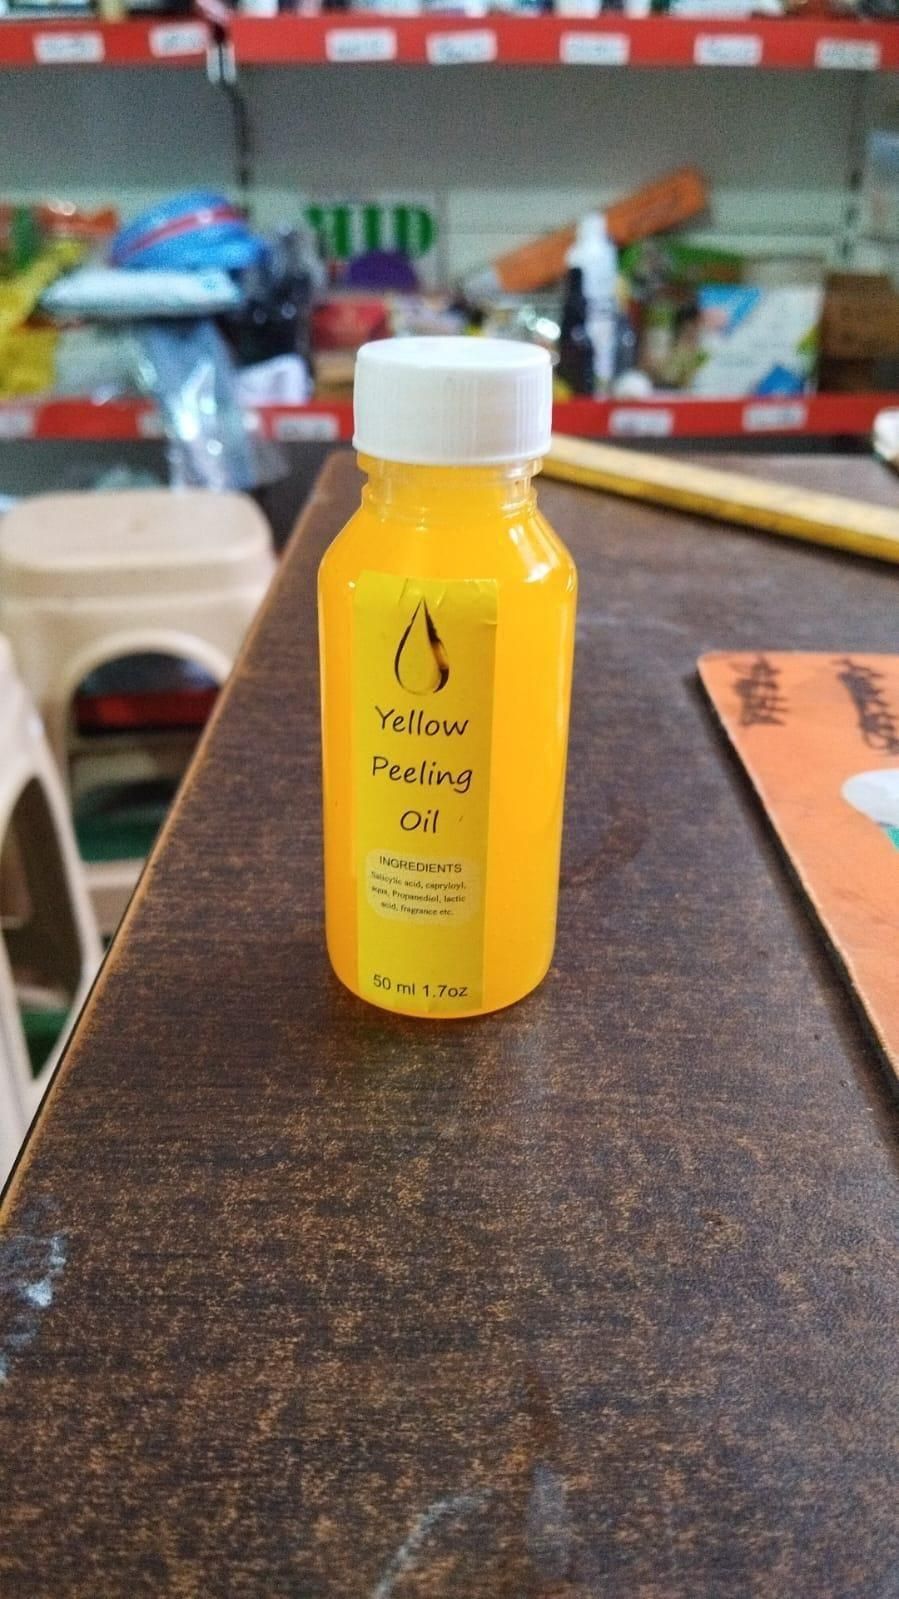 Yellow
Peeling
Oil
INGREDIENTS
Salicylic acid, capryloyl,
aqua, Propanediol, lactic
acid, fragrance etc.
50 ml 1.7oz